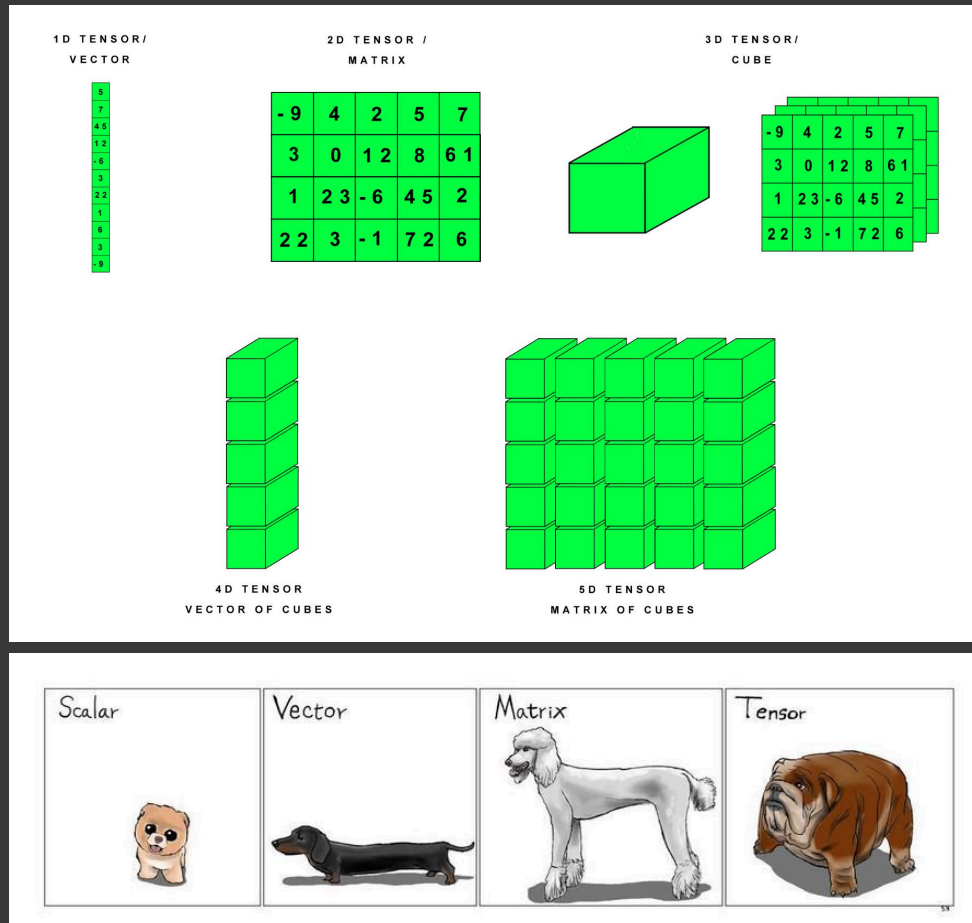 1D TENSOR/
VECTOR
5
7
45
12
-6
3
22
1
6
3
-9
2D TENSOR /
MATRIX
-9 4 2 5 7
3 0 12 8 61
1 23 -6 45 2
22 3 -1 72 6
3D TENSOR/
CUBE
-9 4 2 5 7
3 0 12 8 61
1 23 -6 45 2
22 3 -1 72 6
4D TENSOR
VECTOR OF CUBES
5D TENSOR
MATRIX OF CUBES
Scalar
Vector
Matrix
Tensor